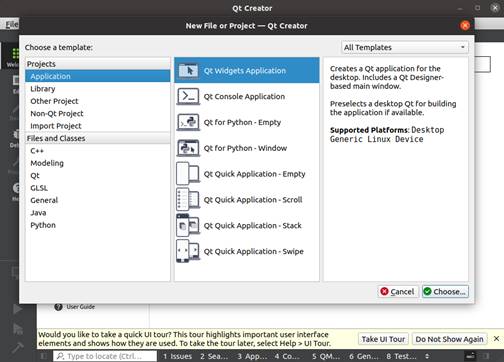 Qt Creator
File
New File or Project — Qt Creator
Choose a template:
All Templates
Projects
Application
Library
Other Project
Non-Qt Project
Import Project
Files and Classes
C++
Modeling
Qt
GLSL
General
Java
Python
Qt Widgets Application
Qt Console Application
Qt for Python - Empty
Qt for Python - Window
Qt Quick Application - Empty
Qt Quick Application - Scroll
Qt Quick Application - Stack
Qt Quick Application - Swipe
Creates a Qt application for the
desktop. Includes a Qt Designer-
based main window.
Preselects a desktop Qt for building
the application if available.
Supported Platforms: Desktop
Generic Linux Device
Cancel
Choose...
User Guide
Would you like to take a quick UI tour? This tour highlights important user interface
elements and shows how they are used. To take the tour later, select Help > UI Tour.
Take UI Tour
Do Not Show Again
Type to locate (Ctrl...
1 Issues
2 Sea...
3 App...
4 Co...
5 QM...
6 Gen...
8 Test...